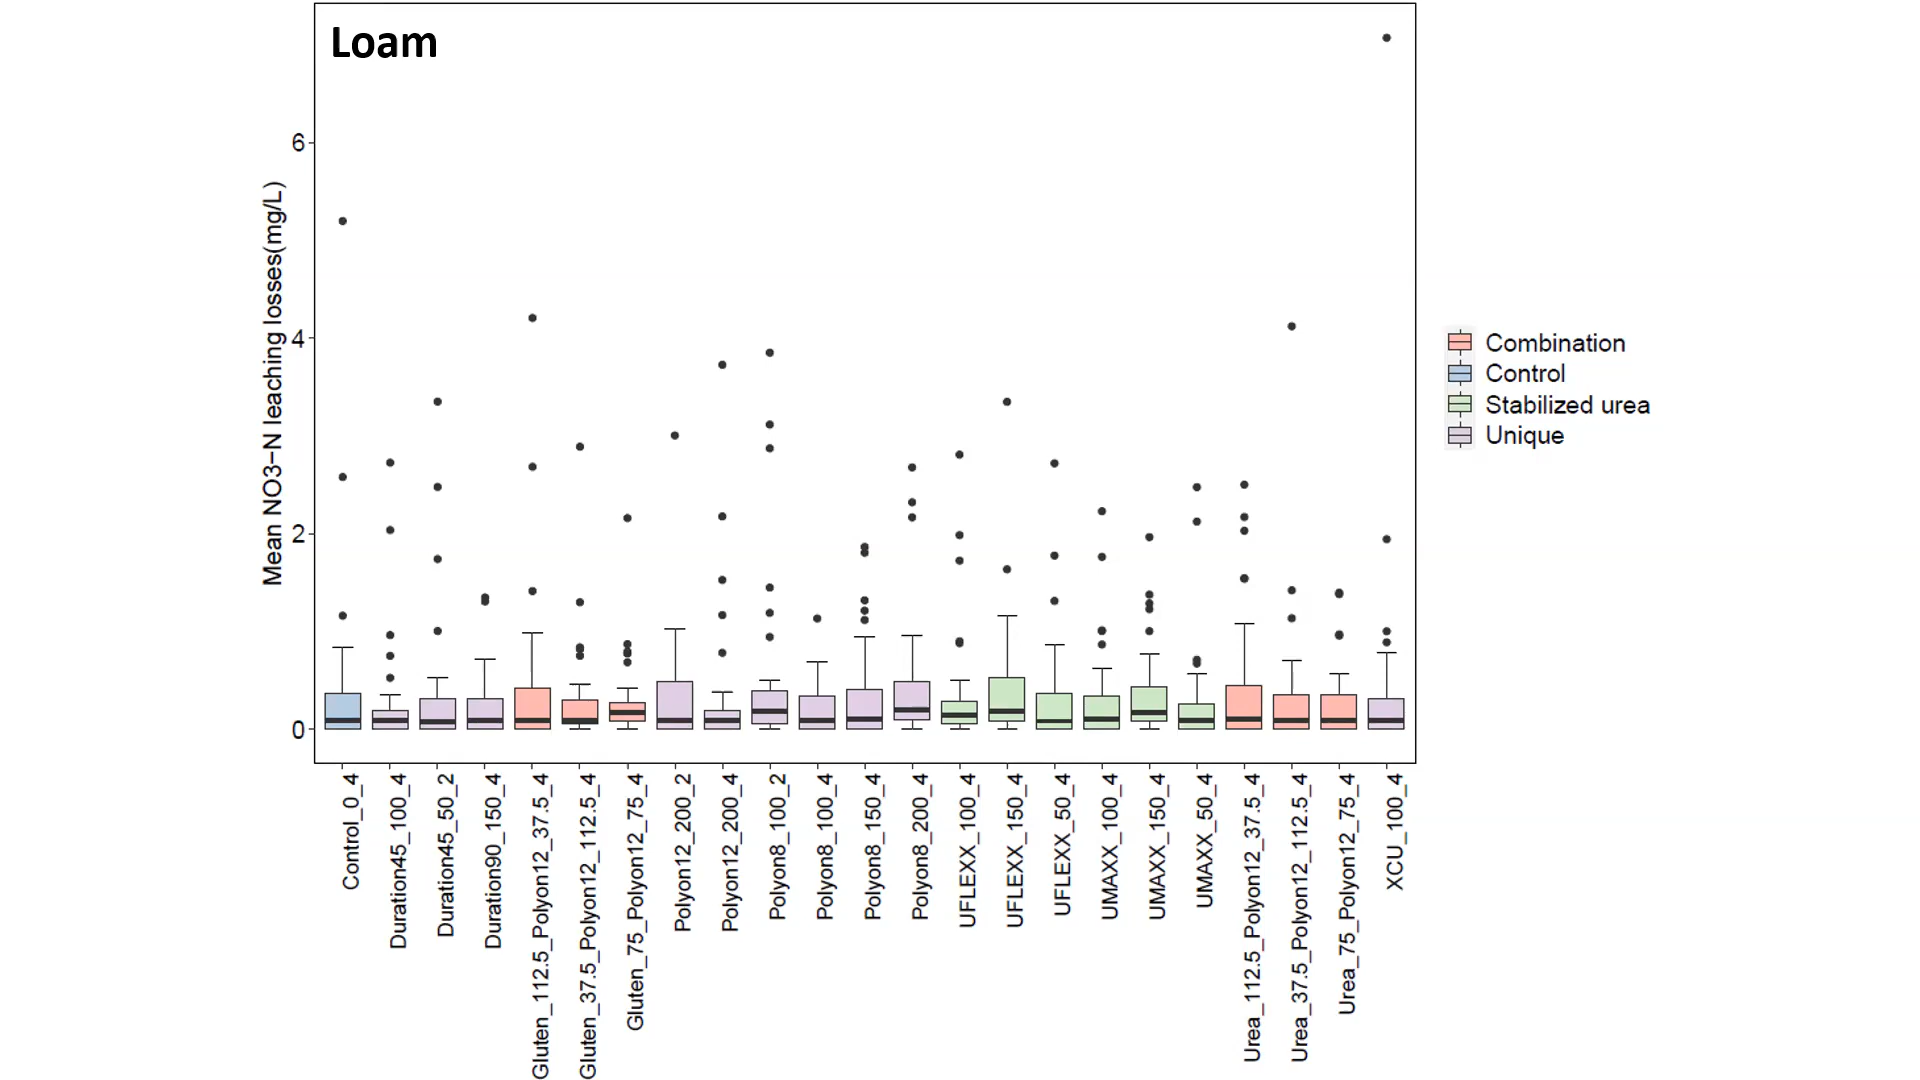 Loam
Mean NO3−N leaching losses(mg/L)
6
4
2
0
Control_0_4
Duration45_100_4
Duration45_50_2
Duration90_150_4
Gluten_112.5_Polyon12_37.5_4
Gluten_37.5_Polyon12_112.5_4
Gluten_75_Polyon12_75_4
Polyon12_200_2
Polyon12_200_4
Polyon8_100_2
Polyon8_100_4
Polyon8_150_4
Polyon8_200_4
UFLEXX_100_4
UFLEXX_150_4
UFLEXX_50_4
UMAXX_100_4
UMAXX_150_4
UMAXX_50_4
Urea_112.5_Polyon12_37.5_4
Urea_37.5_Polyon12_112.5_4
Urea_75_Polyon12_75_4
XCU_100_4
Combination
Control
Stabilized urea
Unique